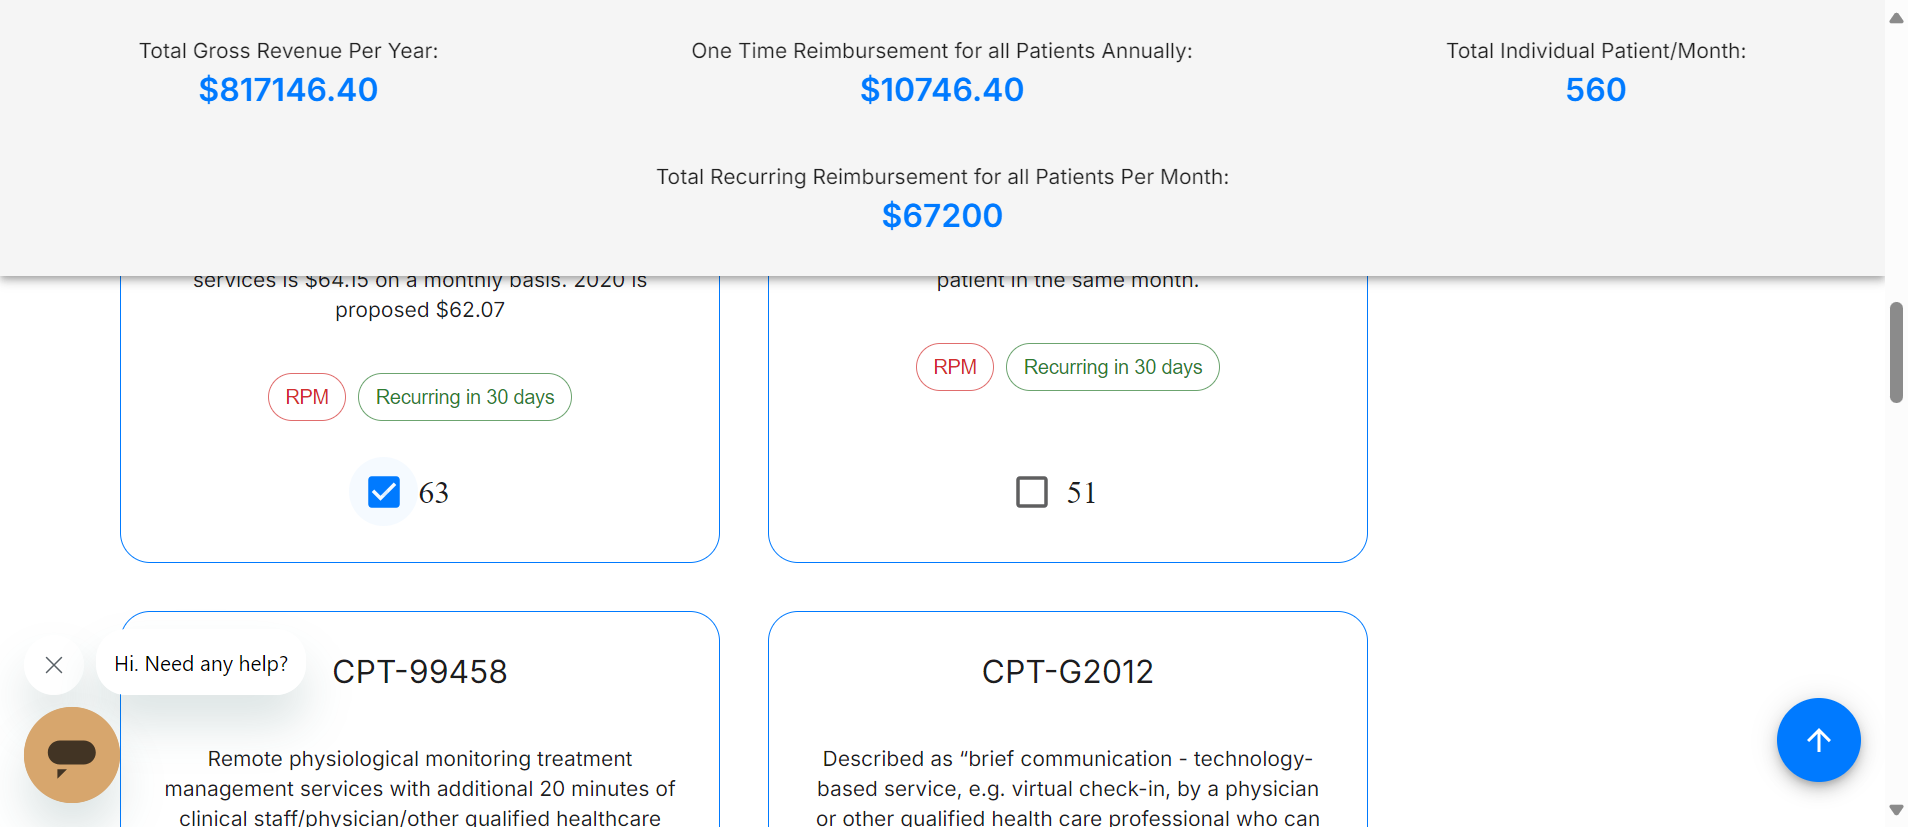 Total Gross Revenue Per Year:
$817146.40
One Time Reimbursement for all Patients Annually:
$10746.40
Total Individual Patient/Month:
560
Total Recurring Reimbursement for all Patients Per Month:
$67200
services is $64.15 on a monthly basis. 2020 is
proposed $62.07
RPM
Recurring in 30 days
63
patient in the same month.
RPM
Recurring in 30 days
51
Hi. Need any help?
CPT-99458
Remote physiological monitoring treatment
management services with additional 20 minutes of
clinical staff/physician/other qualified healthcare
CPT-G2012
Described as “brief communication - technology-
based service, e.g. virtual check-in, by a physician
or other qualified health care professional who can